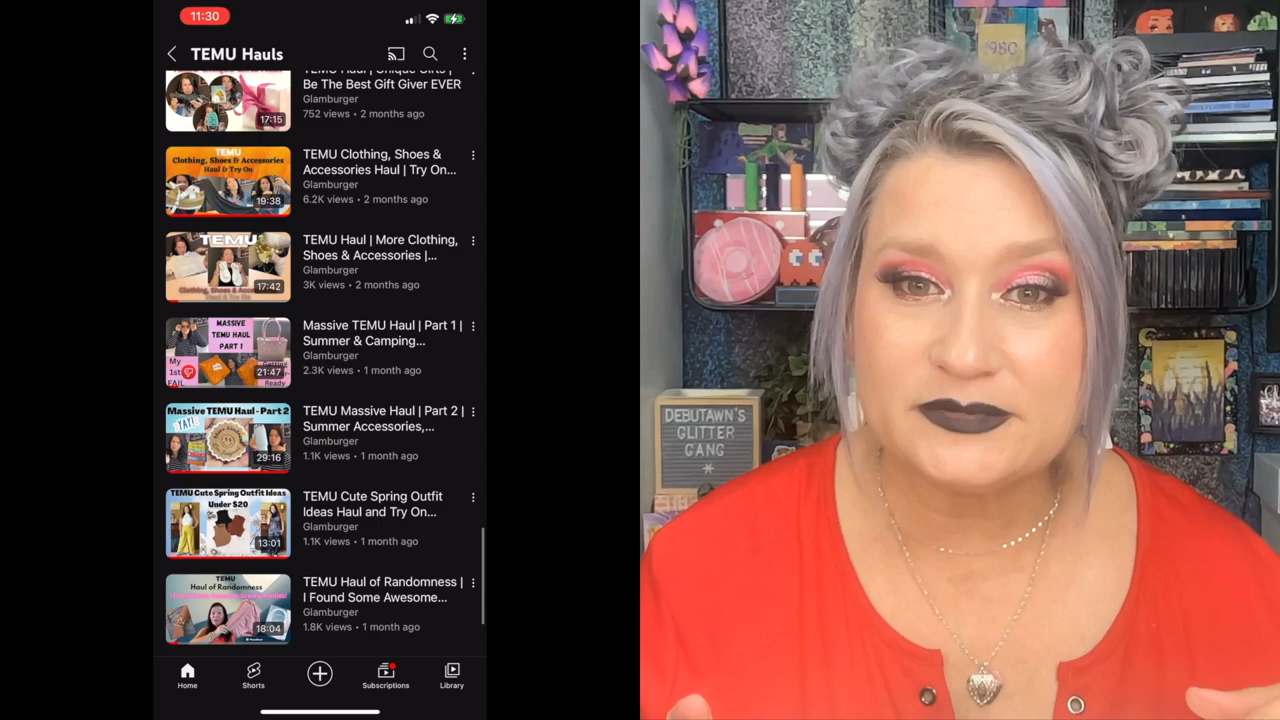 11:30
TEMU Hauls
TEMU Haul | Unique Gifts |
Be The Best Gift Giver EVER
Glamburger
752 views • 2 months ago
17:15
TEMU
Clothing, Shoes & Accessories
Haul & Try On
19:38
TEMU Clothing, Shoes &
Accessories Haul | Try On...
Glamburger
6.2K views • 2 months ago
TEMU
17:42
TEMU Haul | More Clothing,
Shoes & Accessories |...
Glamburger
3K views • 2 months ago
MASSIVE
TEMU HAUL
PART 1
My
1st
FAIL
Ready
21:47
Massive TEMU Haul | Part 1 |
Summer & Camping...
Glamburger
2.3K views • 1 month ago
Massive TEMU Haul - Part 2
29:16
TEMU Massive Haul | Part 2 |
Summer Accessories,...
Glamburger
1.1K views • 1 month ago
TEMU Cute Spring Outfit Ideas
Under $20
13:01
TEMU Cute Spring Outfit
Ideas Haul and Try On...
Glamburger
1.1K views • 1 month ago
TEMU
Haul of Randomness
18:04
TEMU Haul of Randomness |
I Found Some Awesome...
Glamburger
1.8K views • 1 month ago
Home
Shorts
Subscriptions
Library
1980
DEBUTAWN'S
GLITTER
GANG
*